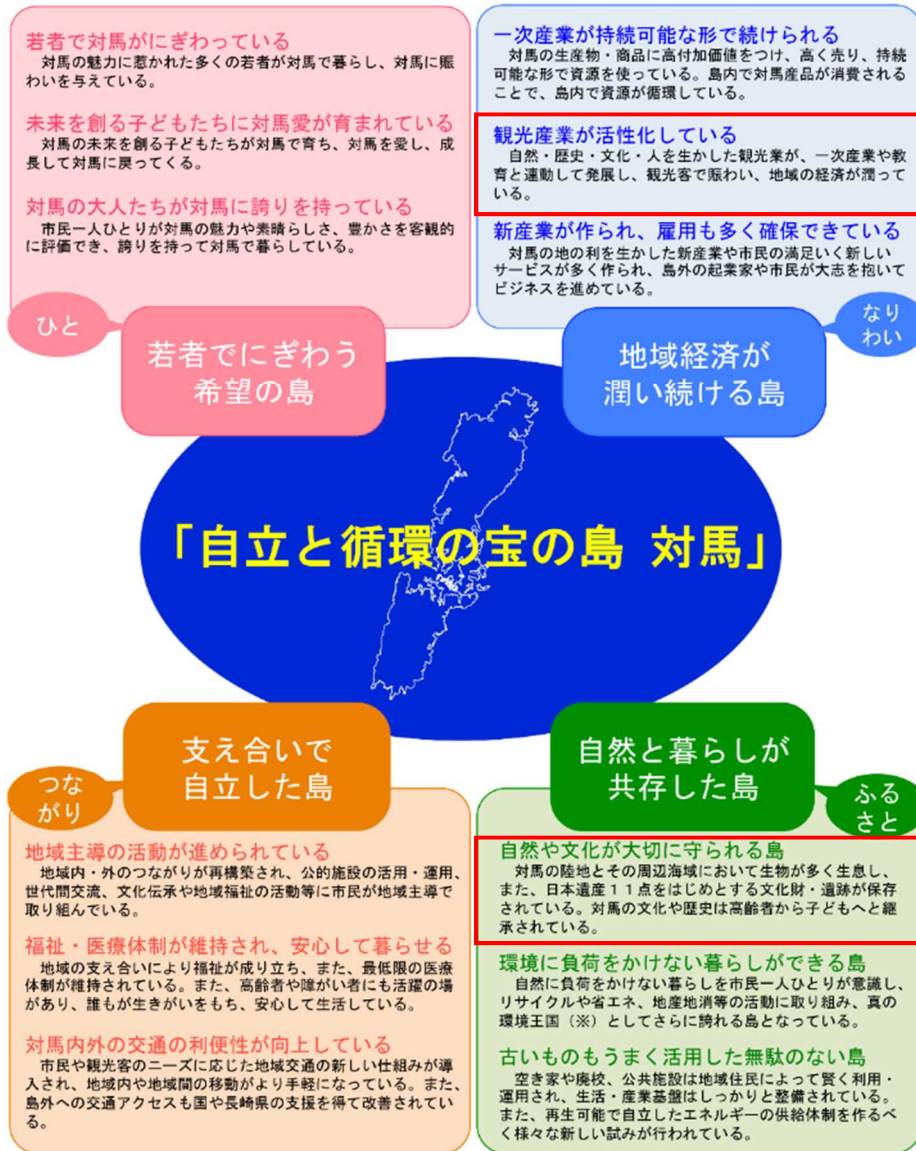 若者で対馬がにぎわっている
対馬の魅力に惹かれた多くの若者が対馬で暮らし、対馬に賑
わいを与えている。
未来を創る子どもたちに対馬愛が育まれている
対馬の未来を創る子どもたちが対馬で育ち、対馬を愛し、成
長して対馬に戻ってくる。
対馬の大人たちが対馬に誇りを持っている
市民一人ひとりが対馬の魅力や素晴らしさ、豊かさを客観的
に評価でき、誇りを持って対馬で暮らしている。
ひと
若者でにぎわう
希望の島
一次産業が持続可能な形で続けられる
対馬の生産物・商品に高付加価値をつけ、高く売り、持続
可能な形で資源を使っている。島内で対馬産品が消費される
ことで、島内で資源が循環している。
観光産業が活性化している
自然・歴史・文化・人を生かした観光業が、一次産業や教
育と連動して発展し、観光客で賑わい、地域の経済が潤って
いる。
新産業が作られ、雇用も多く確保できている
対馬の地の利を生かした新産業や市民の満足いく新しい
サービスが多く作られ、島外の起業家や市民が大志を抱いて
ビジネスを進めている。
なり
わい
地域経済が
潤い続ける島
「自立と循環の宝の島 対馬」
支え合いで
自立した島
つな
がり
地域主導の活動が進められている
地域内・外のつながりが再構築され、公的施設の活用・運用、
世代間交流、文化伝承や地域福祉の活動等に市民が地域主導で
取り組んでいる。
福祉・医療体制が維持され、安心して暮らせる
地域の支え合いにより福祉が成り立ち、また、最低限の医療
体制が維持されている。また、高齢者や障がい者にも活躍の場
があり、誰もが生きがいをもち、安心して生活している。
対馬内外の交通の利便性が向上している
市民や観光客のニーズに応じた地域交通の新しい仕組みが導
入され、地域内や地域間の移動がより手軽になっている。また、
島外への交通アクセスも国や長崎県の支援を得て改善されてい
る。
自然と暮らしが
共存した島
ふる
さと
自然や文化が大切に守られる島
対馬の陸地とその周辺海域において生物が多く生息し、
また、日本遺産１１点をはじめとする文化財・遺跡が保存
されている。対馬の文化や歴史は高齢者から子どもへと継
承されている。
環境に負荷をかけない暮らしができる島
自然に負荷をかけない暮らしを市民一人ひとりが意識し、
リサイクルや省エネ、地産地消等の活動に取り組み、真の
環境王国（※）としてさらに誇れる島となっている。
古いものもうまく活用した無駄のない島
空き家や廃校、公共施設は地域住民によって賢く利用・
運用され、生活・産業基盤はしっかりと整備されている。
また、再生可能で自立したエネルギーの供給体制を作るべ
く様々な新しい試みが行われている。